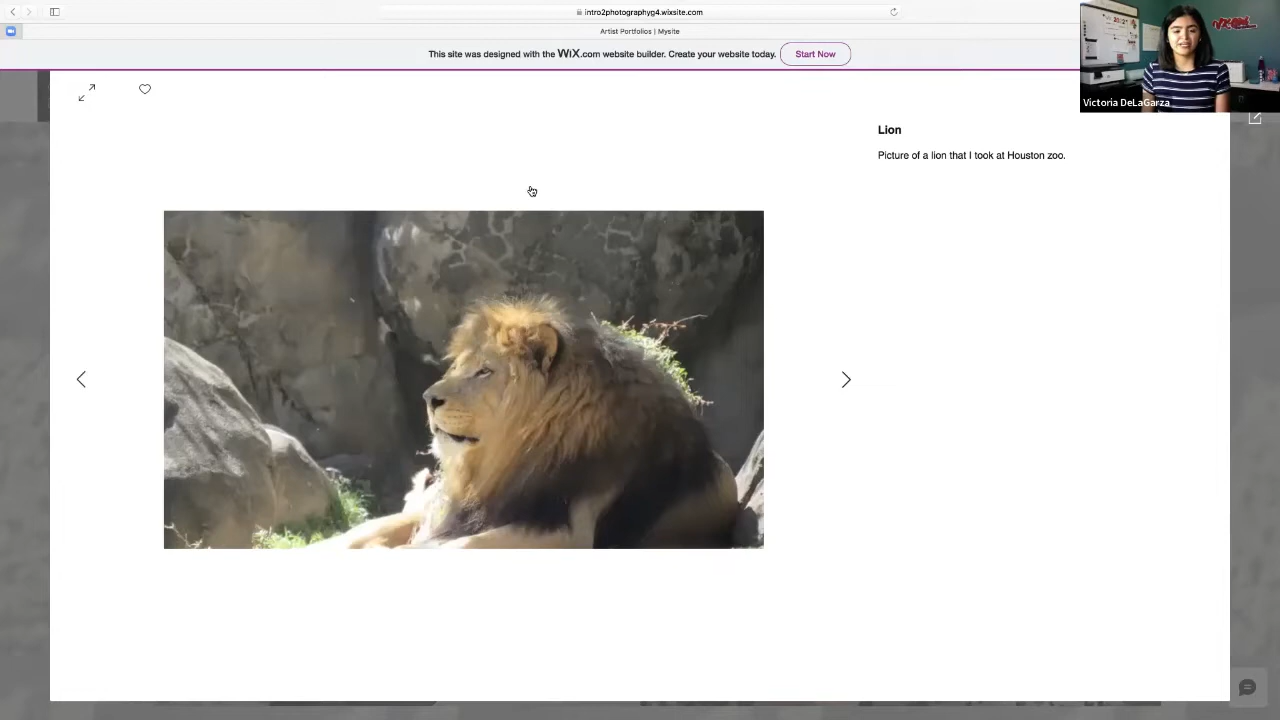 intro2photographyg4.wixsite.com
Artist Portfolios | Mysite
This site was designed with the WiX.com website builder. Create your website today. Start Now
Victoria DeLaGarza
Lion
Picture of a lion that I took at Houston zoo.